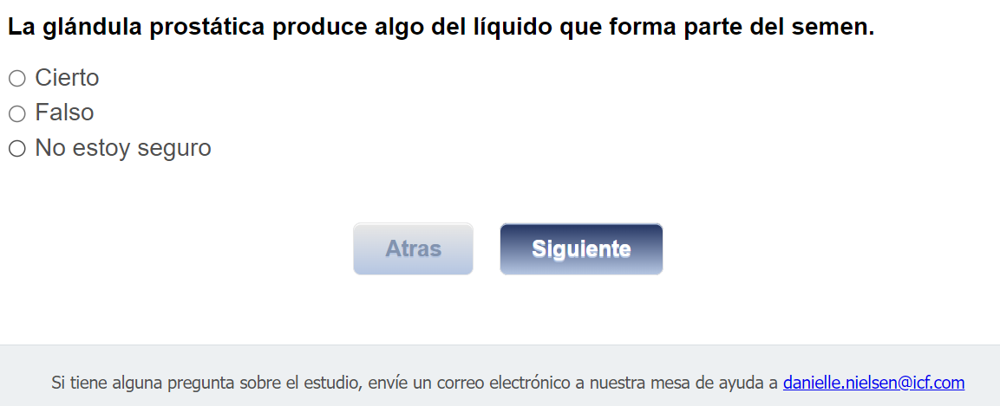 La glándula prostática produce algo del líquido que forma parte del semen.
Cierto
Falso
No estoy seguro
Atras
Siguiente
Si tiene alguna pregunta sobre el estudio, envíe un correo electrónico a nuestra mesa de ayuda a danielle.nielsen@icf.com